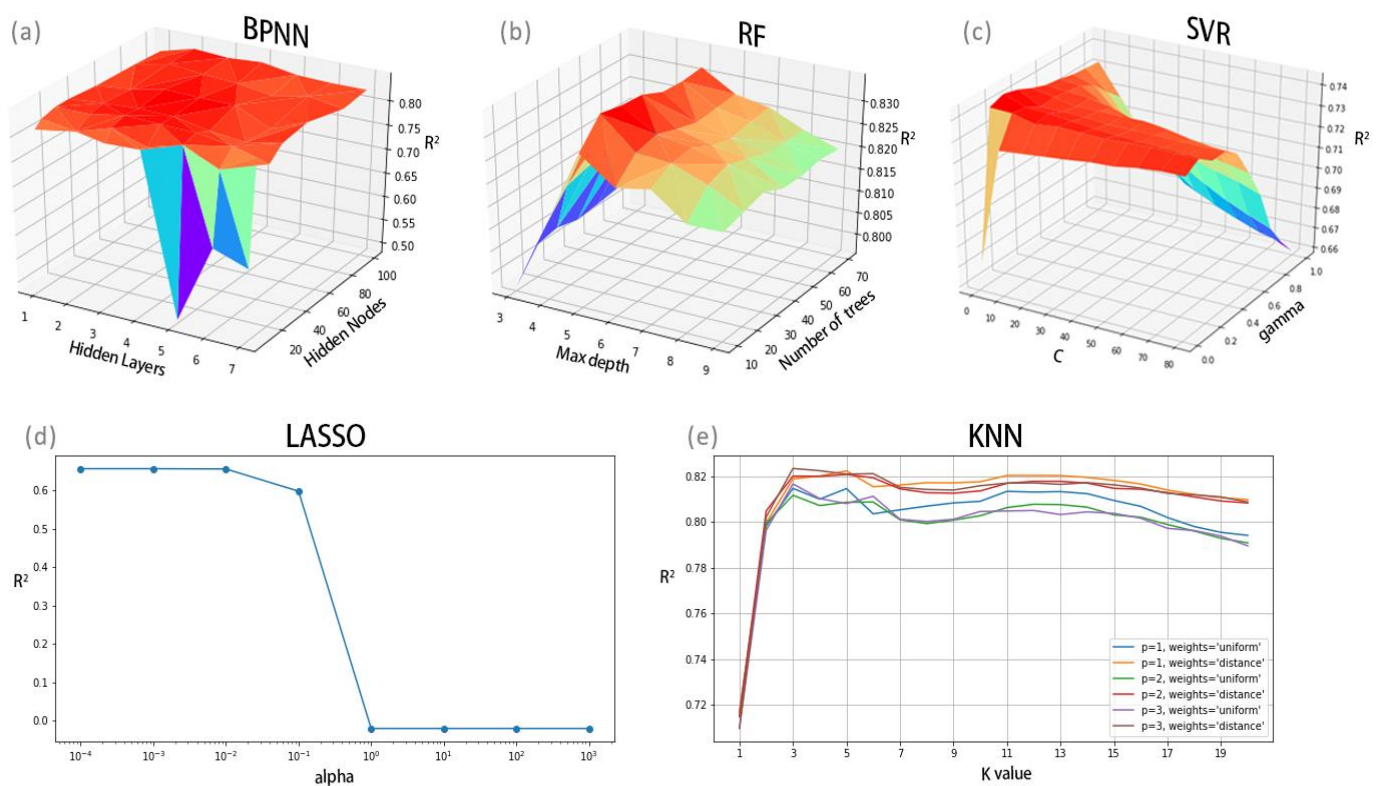 (a)
BPNN
0.80
0.75
0.70
0.65
0.60
0.55
0.50
R²
1
2
3
4
5
6
7
Hidden Layers
20
40
60
80
100
Hidden Nodes
(b)
RF
0.830
0.825
0.820
0.815
0.810
0.805
0.800
R²
3
4
5
6
7
8
9
Max depth
10
20
30
40
50
60
70
Number of trees
(c)
SVR
0.74
0.73
0.72
0.71
0.70
0.69
0.68
0.67
0.66
R²
0
10
20
30
40
50
60
70
80
C
0.0
0.2
0.4
0.6
0.8
1.0
gamma
(d)
LASSO
0.6
0.5
0.4
0.3
0.2
0.1
0.0
R²
10⁻⁴ 10⁻³ 10⁻² 10⁻¹ 10⁰ 10¹ 10² 10³
alpha
(e)
KNN
0.82
0.80
0.78
0.76
0.74
0.72
R²
p=1, weights='uniform'
p=1, weights='distance'
p=2, weights='uniform'
p=2, weights='distance'
p=3, weights='uniform'
p=3, weights='distance'
1 3 5 7 9 11 13 15 17 19
K value